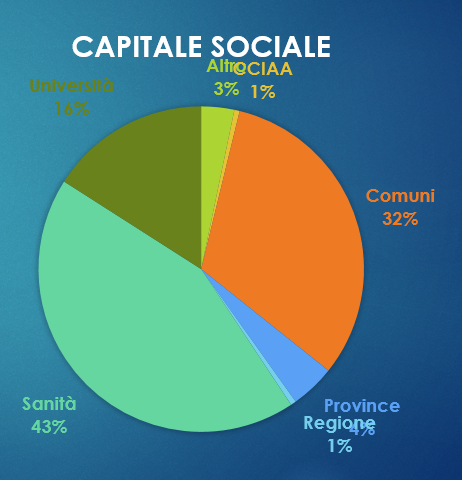 CAPITALE SOCIALE
Altro
3%
CCIAA
1%
Università
16%
Comuni
32%
Sanità
43%
Province
4%
Regione
1%